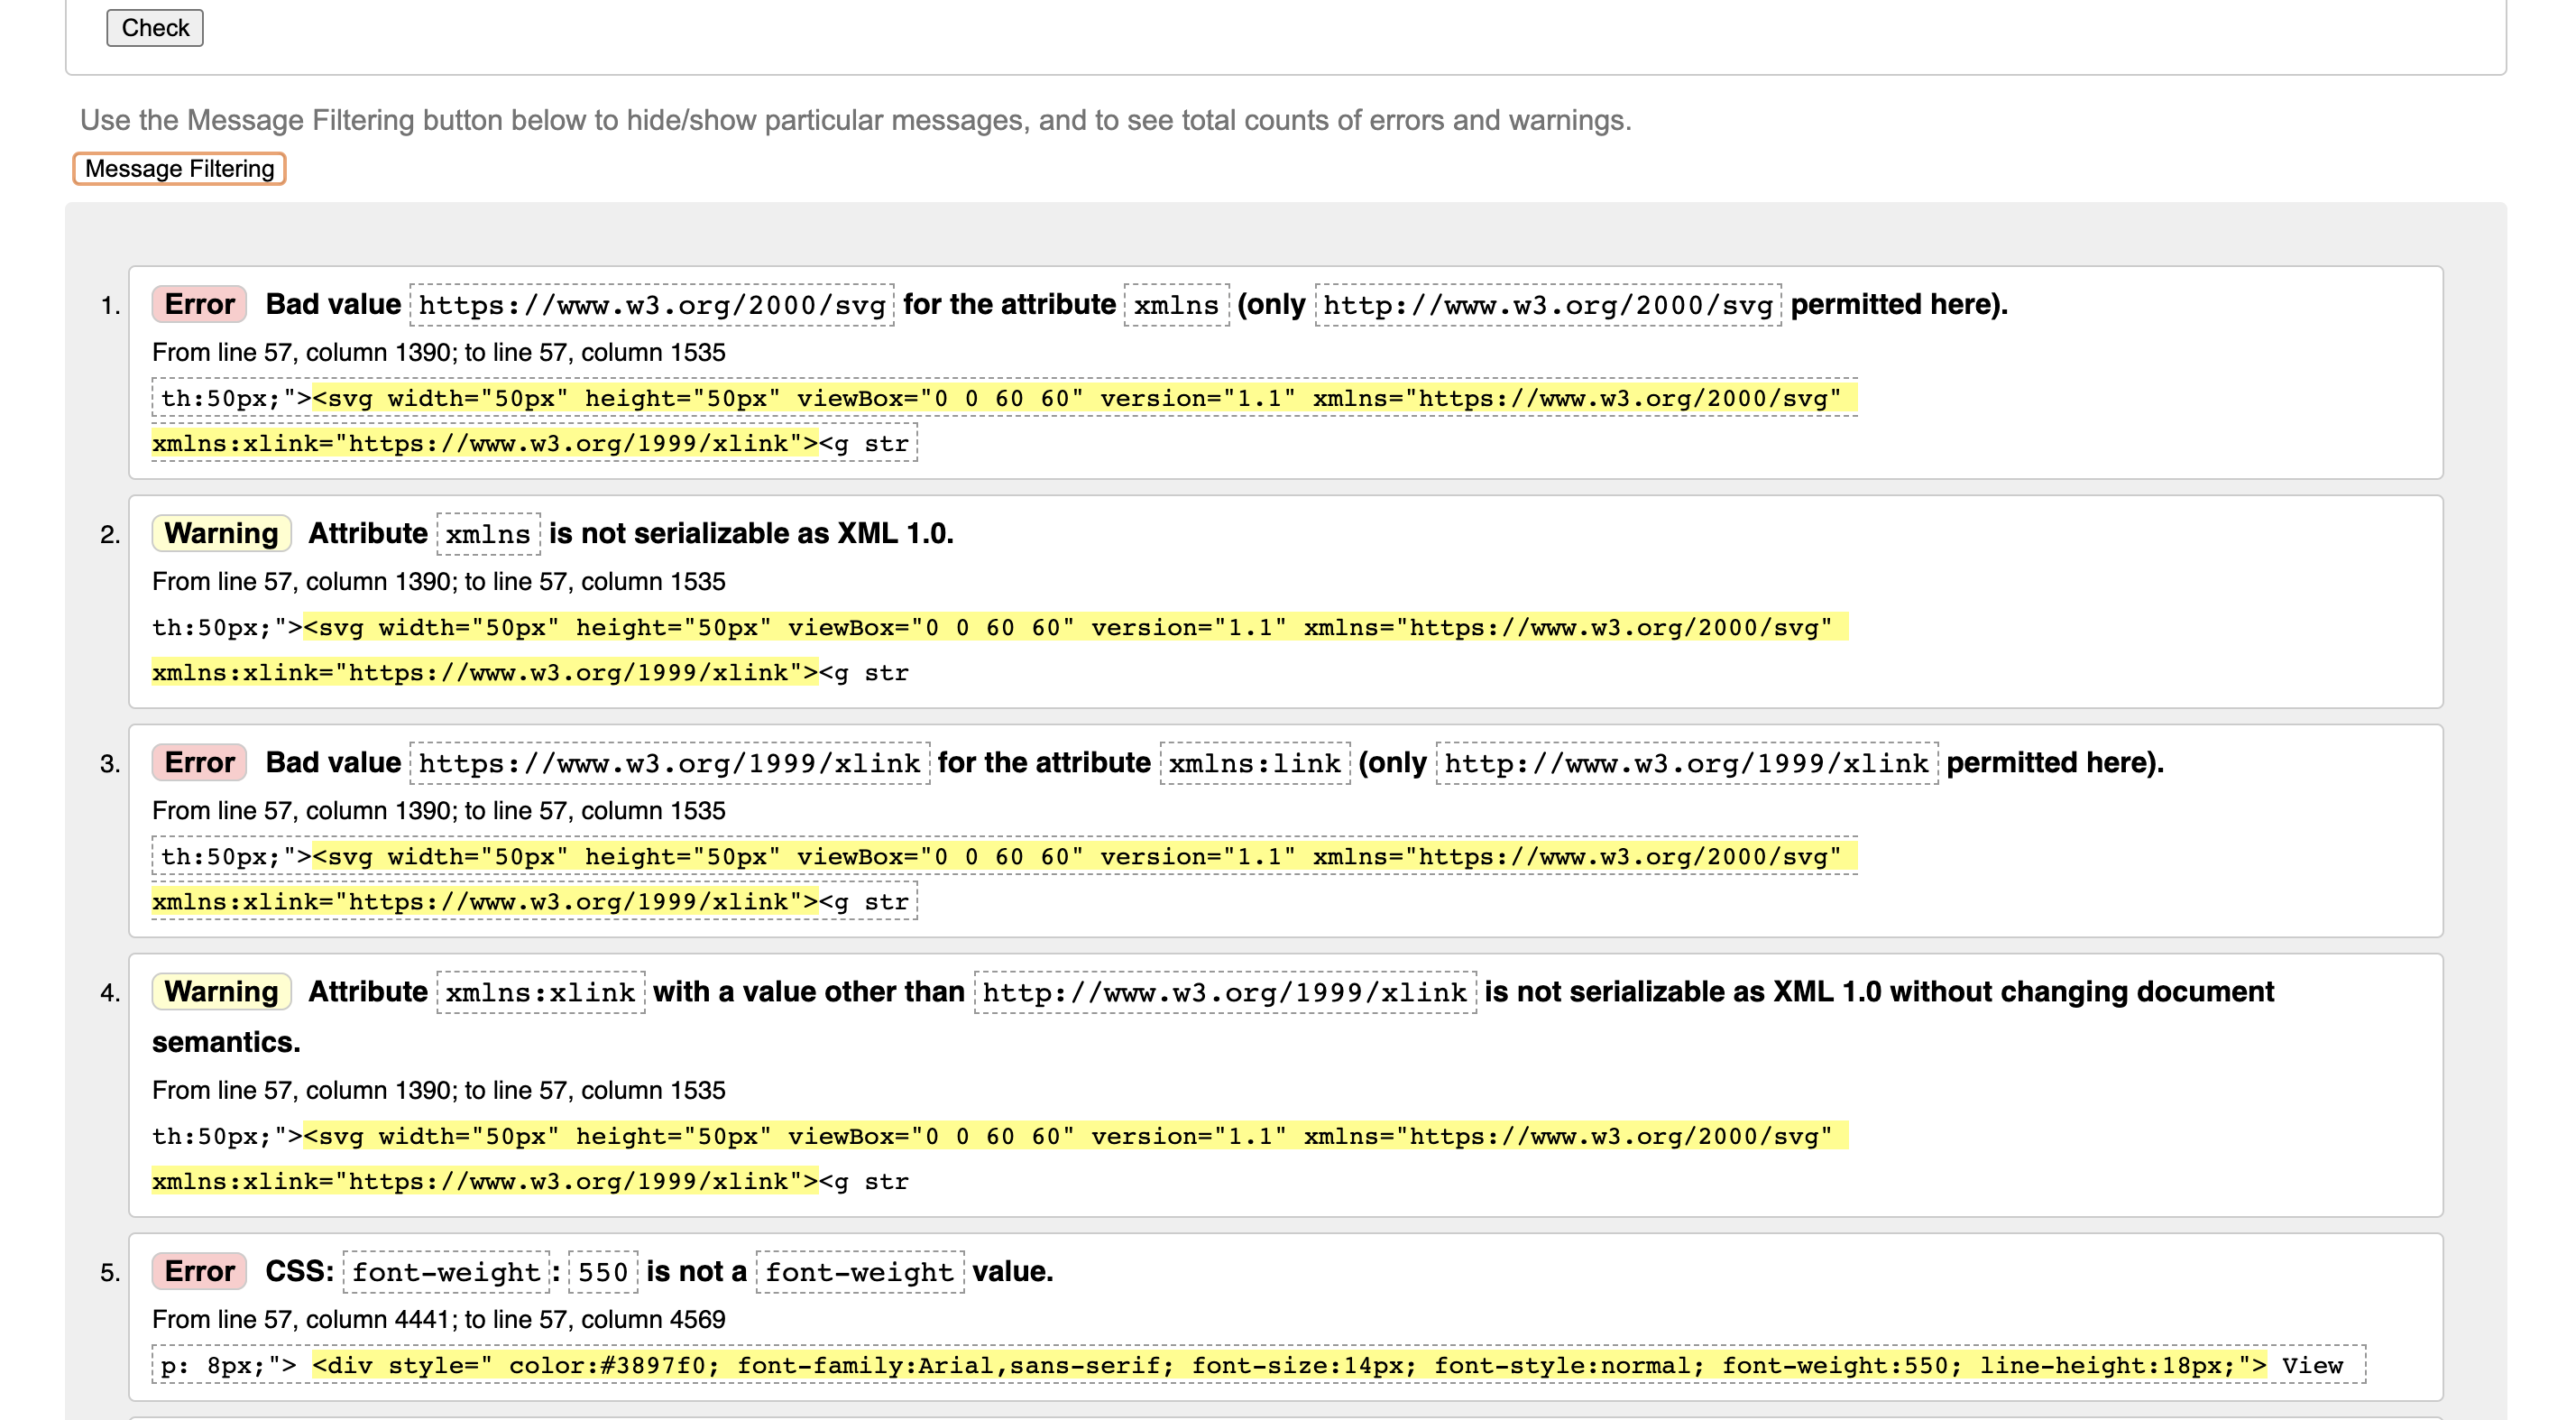 Check
Use the Message Filtering button below to hide/show particular messages, and to see total counts of errors and warnings.
Message Filtering
1. Error Bad value https://www.w3.org/2000/svg for the attribute xmlns (only http://www.w3.org/2000/svg permitted here).
From line 57, column 1390; to line 57, column 1535
th:50px;"><svg width="50px" height="50px" viewBox="0 0 60 60" version="1.1" xmlns="https://www.w3.org/2000/svg"
xmlns:xlink="https://www.w3.org/1999/xlink"><g str
2. Warning Attribute xmlns is not serializable as XML 1.0.
From line 57, column 1390; to line 57, column 1535
th:50px;"><svg width="50px" height="50px" viewBox="0 0 60 60" version="1.1" xmlns="https://www.w3.org/2000/svg"
xmlns:xlink="https://www.w3.org/1999/xlink"><g str
3. Error Bad value https://www.w3.org/1999/xlink for the attribute xmlns:link (only http://www.w3.org/1999/xlink permitted here).
From line 57, column 1390; to line 57, column 1535
th:50px;"><svg width="50px" height="50px" viewBox="0 0 60 60" version="1.1" xmlns="https://www.w3.org/2000/svg"
xmlns:xlink="https://www.w3.org/1999/xlink"><g str
4. Warning Attribute xmlns:xlink with a value other than http://www.w3.org/1999/xlink is not serializable as XML 1.0 without changing document
semantics.
From line 57, column 1390; to line 57, column 1535
th:50px;"><svg width="50px" height="50px" viewBox="0 0 60 60" version="1.1" xmlns="https://www.w3.org/2000/svg"
xmlns:xlink="https://www.w3.org/1999/xlink"><g str
5. Error CSS: font-weight: 550 is not a font-weight value.
From line 57, column 4441; to line 57, column 4569
p: 8px;"> <div style=" color:#3897f0; font-family:Arial,sans-serif; font-size:14px; font-style:normal; font-weight:550; line-height:18px;"> View